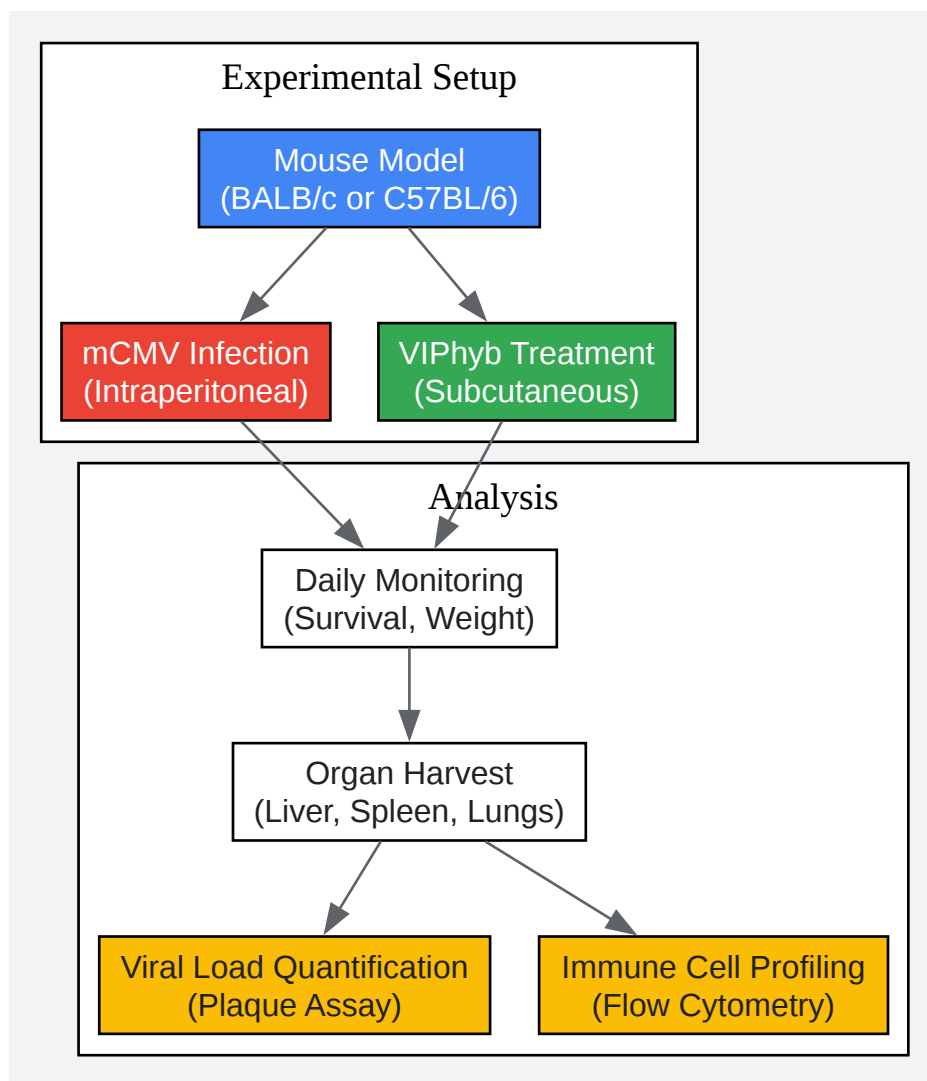 Experimental Setup
Mouse Model
(BALB/c or C57BL/6)
mCMV Infection
(Intraperitoneal)
VIPhyb Treatment
(Subcutaneous)
Analysis
Daily Monitoring
(Survival, Weight)
Organ Harvest
(Liver, Spleen, Lungs)
Viral Load Quantification
(Plaque Assay)
Immune Cell Profiling
(Flow Cytometry)